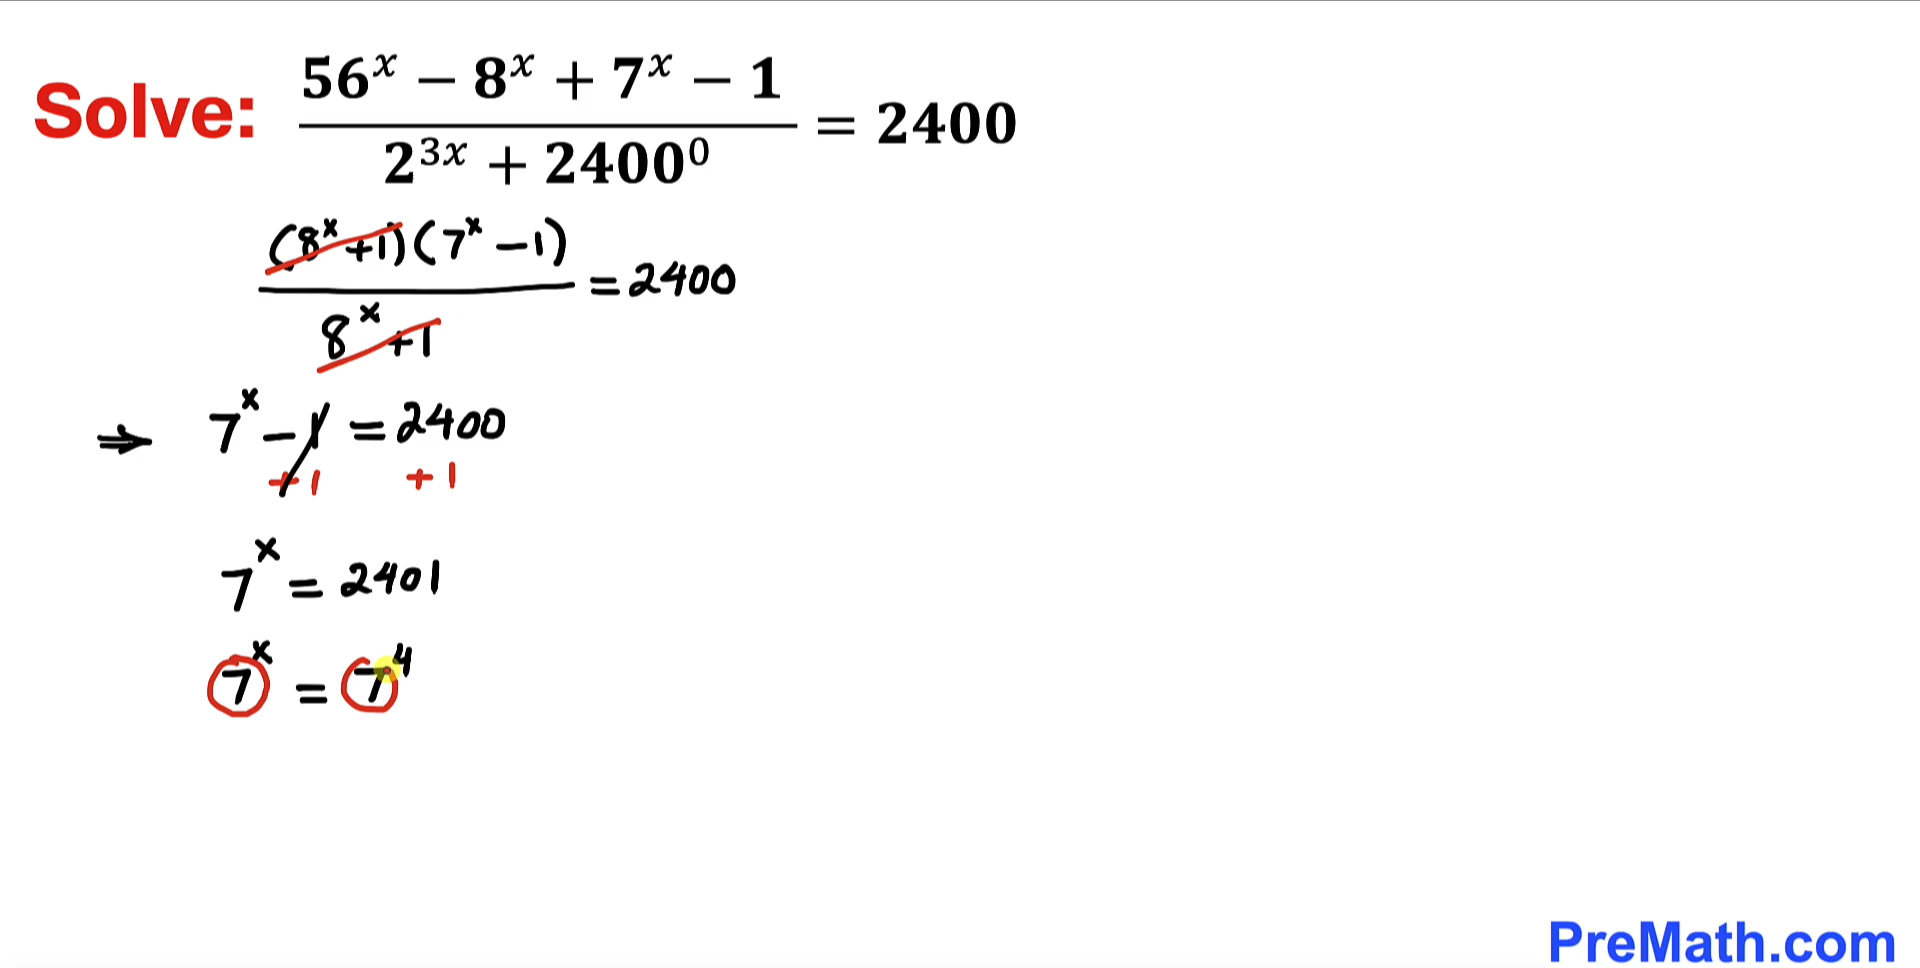 Solve: (56^x − 8^x + 7^x − 1) / (2^{3x} + 2400^0) = 2400
(8^x + 1)(7^x − 1) / (8^x + 1) = 2400
⇒ 7^x − 1 = 2400
+1 +1
7^x = 2401
7^x = 7^4
PreMath.com